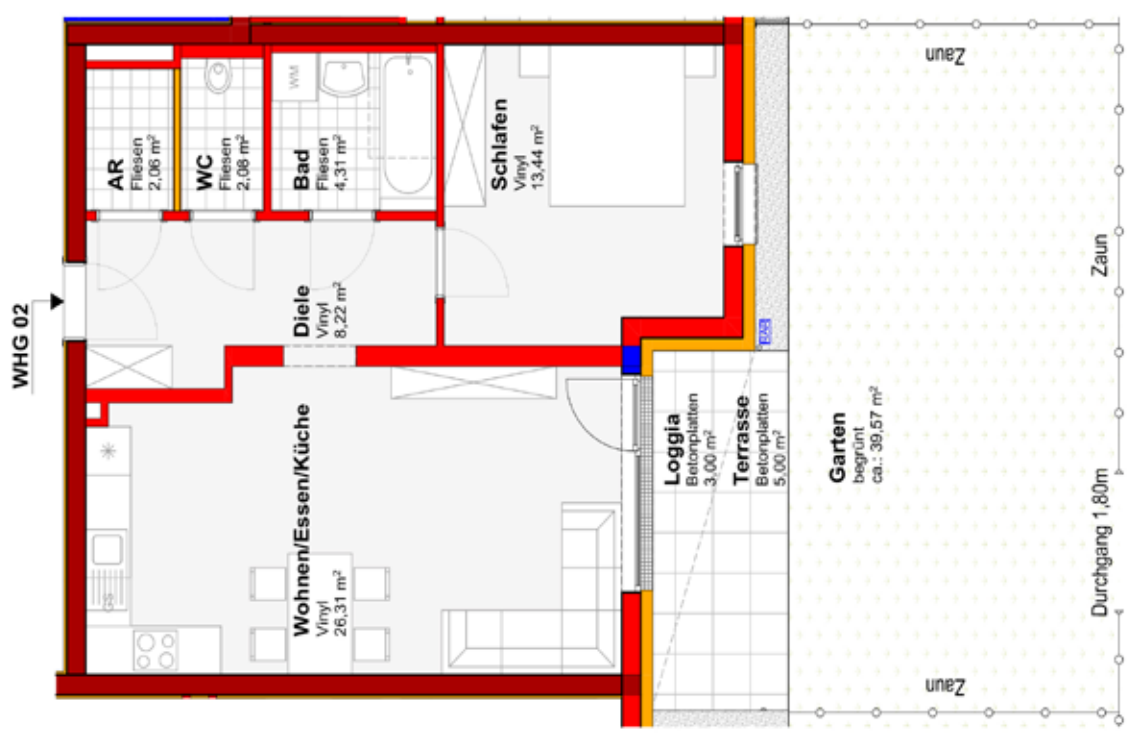 WHG 02
AR
Fliesen
2,06 m²
WC
Fliesen
2,08 m²
Bad
Fliesen
4,31 m²
WM
Schlafen
Vinyl
13,44 m²
Diele
Vinyl
8,22 m²
Wohnen/Essen/Küche
Vinyl
26,31 m²
Loggia
Betonplatten
3,00 m²
Terrasse
Betonplatten
5,00 m²
Garten
begrünt
ca.: 39,57 m²
Zaun
Zaun
Durchgang 1,80m
Zaun